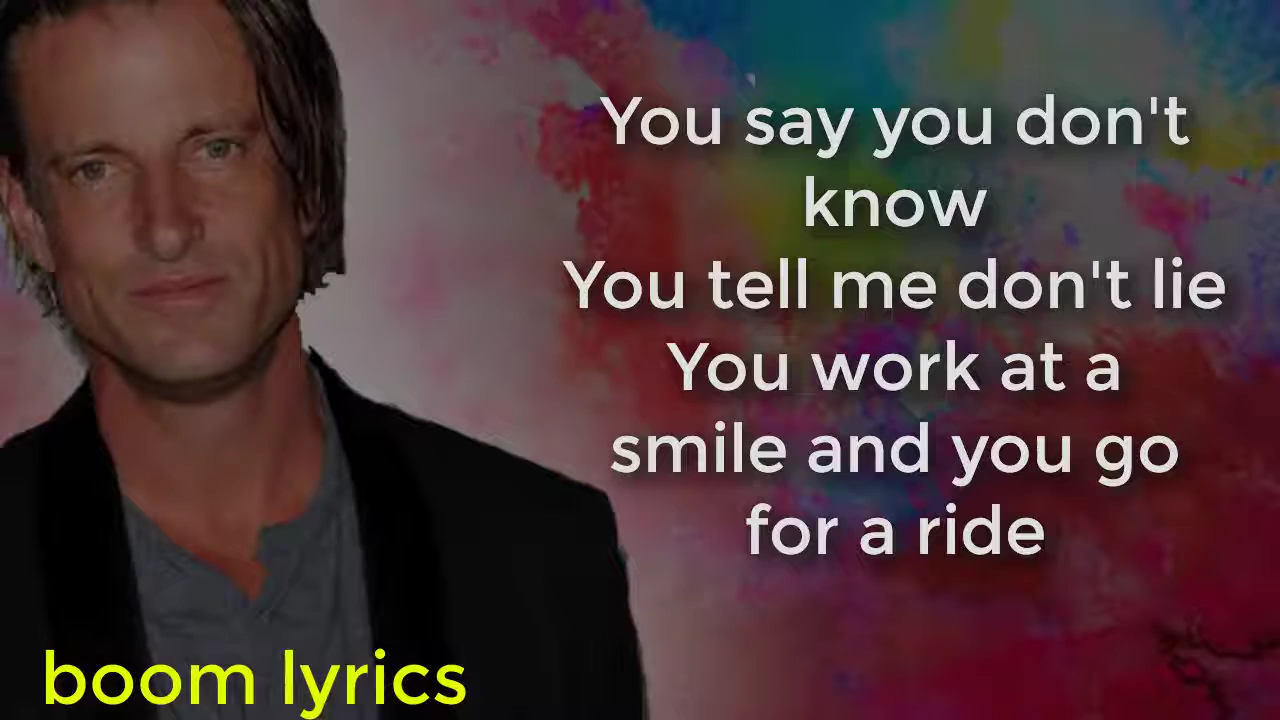 You say you don't
know
You tell me don't lie
You work at a
smile and you go
for a ride
boom lyrics